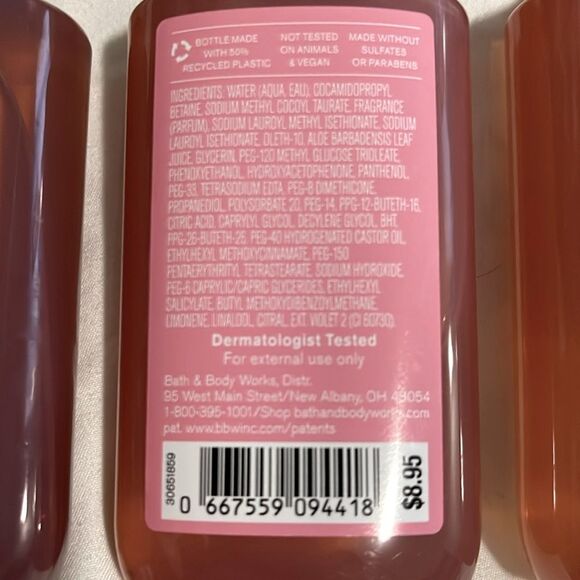 BOTTLE MADE
WITH 50%
RECYCLED PLASTIC
NOT TESTED
ON ANIMALS
& VEGAN
MADE WITHOUT
SULFATES
OR PARABENS
INGREDIENTS: WATER (AQUA, EAU), COCAMIDOPROPYL
BETAINE, SODIUM METHYL COCOYL TAURATE, FRAGRANCE
(PARFUM), SODIUM LAUROYL METHYL ISETHIONATE, SODIUM
LAUROYL ISETHIONATE, OLETH-10, ALOE BARBADENSIS LEAF
JUICE, GLYCERIN, PEG-120 METHYL GLUCOSE TRIOLEATE,
PHENOXYETHANOL, HYDROXYACETOPHENONE, PANTHENOL,
PEG-33, TETRASODIUM EDTA, PEG-8 DIMETHICONE,
PROPANEDIOL, POLYSORBATE 20, PEG-14, PPG-12-BUTETH-16,
CITRIC ACID, CAPRYLYL GLYCOL, DECYLENE GLYCOL, BHT,
PPG-26-BUTETH-26, PEG-40 HYDROGENATED CASTOR OIL,
ETHYLHEXYL METHOXYCINNAMATE, PEG-150
PENTAERYTHRITYL TETRASTEARATE, SODIUM HYDROXIDE,
PEG-6 CAPRYLIC/CAPRIC GLYCERIDES, ETHYLHEXYL
SALICYLATE, BUTYL METHOXYDIBENZOYLMETHANE,
LIMONENE, LINALOOL, CITRAL, EXT. VIOLET 2 (CI 60730).
Dermatologist Tested
For external use only
Bath & Body Works, Distr.
95 West Main Street/New Albany, OH 43054
1-800-395-1001/Shop bathandbodyworks.com
pat. www.bbwinc.com/patents
30651859
0 667559 094418
$8.95